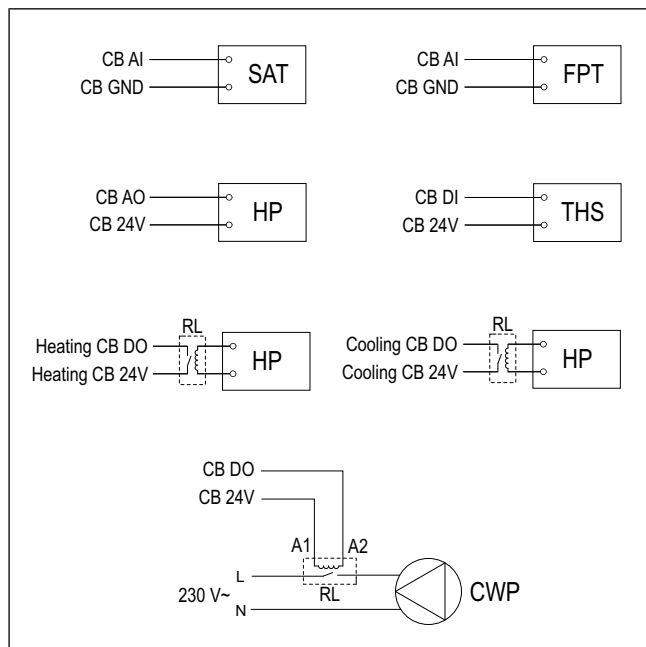 CB AI
CB GND
SAT
CB AI
CB GND
FPT
CB AO
CB 24V
HP
CB DI
CB 24V
THS
RL
Heating CB DO
Heating CB 24V
HP
RL
Cooling CB DO
Cooling CB 24V
HP
CB DO
CB 24V
A1 A2
L
230 V~
RL
N
CWP